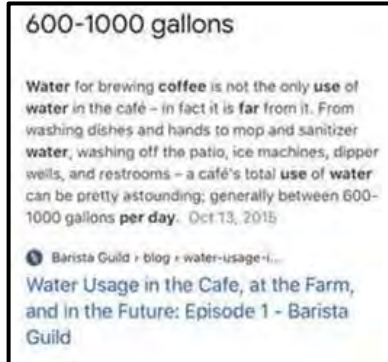 600-1000 gallons
Water for brewing coffee is not the only use of
water in the café – in fact it is far from it. From
washing dishes and hands to mop and sanitizer
water, washing off the patio, ice machines, dipper
wells, and restrooms – a café's total use of water
can be pretty astounding; generally between 600-
1000 gallons per day. Oct 13, 2015
Barista Guild › blog › water-usage-i...
Water Usage in the Cafe, at the Farm,
and in the Future: Episode 1 - Barista
Guild